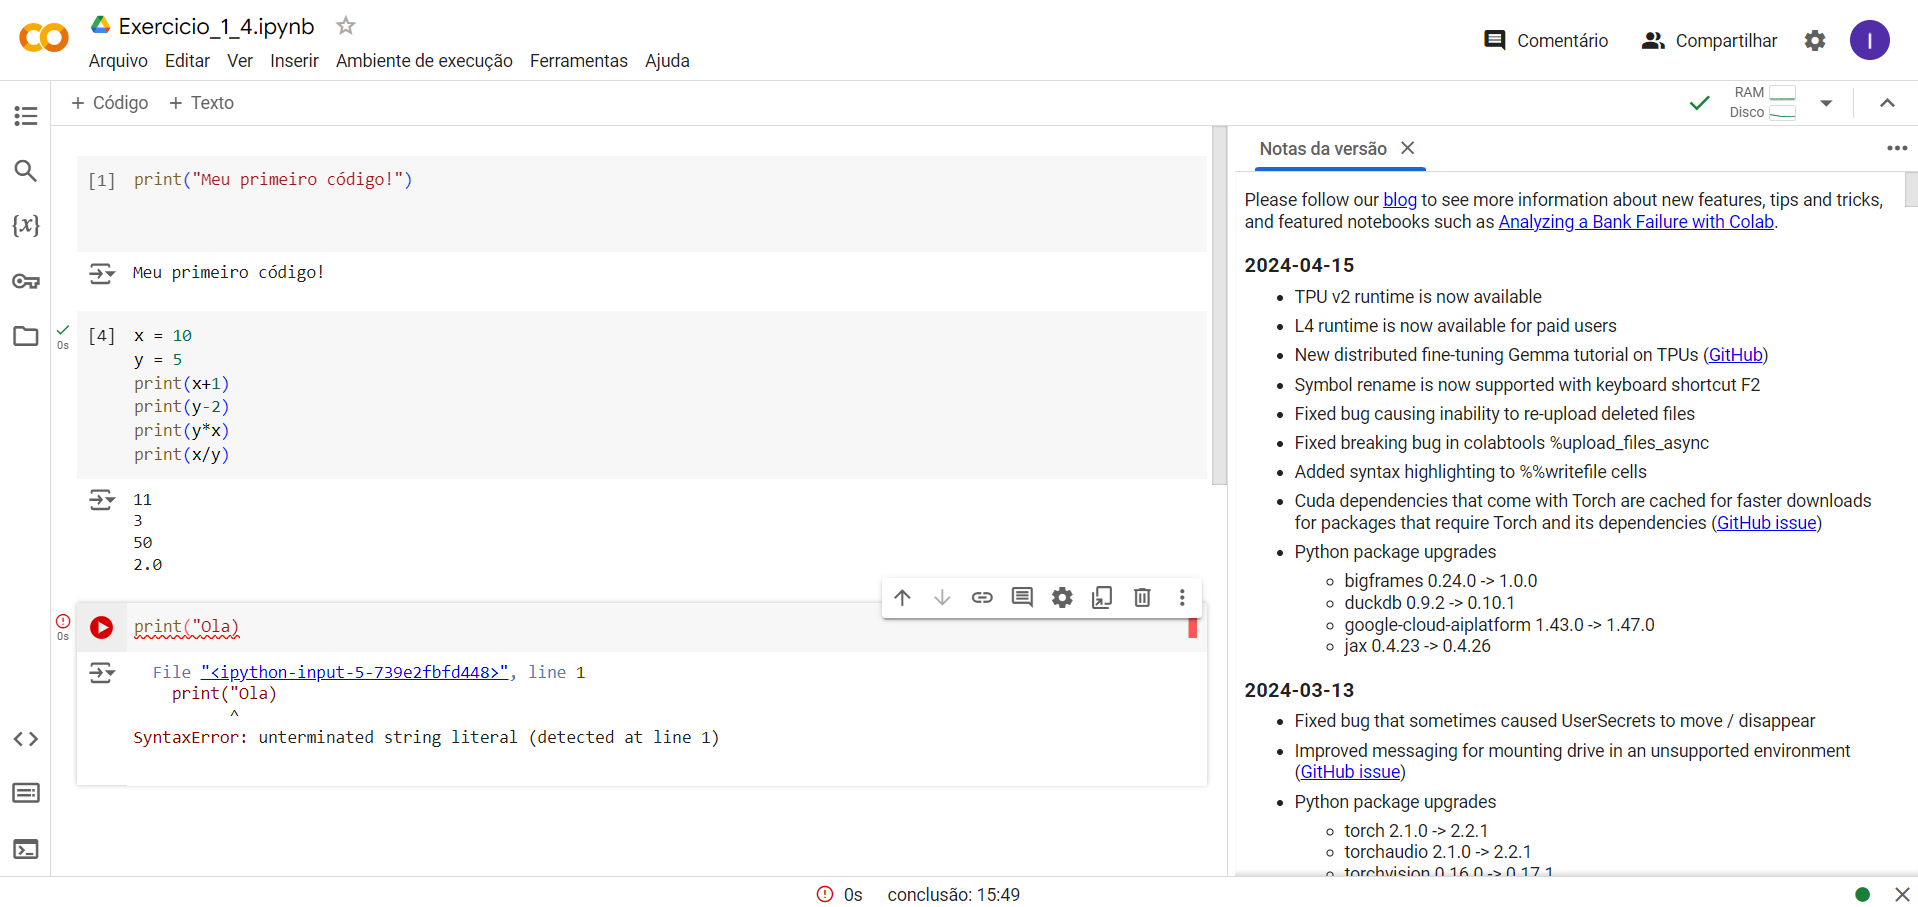 Exercicio_1_4.ipynb
Arquivo Editar Ver Inserir Ambiente de execução Ferramentas Ajuda
Comentário Compartilhar I
+ Código + Texto
RAM
Disco
[1] print("Meu primeiro código!")
Meu primeiro código!
0s
[4] x = 10
y = 5
print(x+1)
print(y-2)
print(y*x)
print(x/y)
11
3
50
2.0
0s
print("Ola)
File "<ipython-input-5-739e2fbfd448>", line 1
print("Ola)
^
SyntaxError: unterminated string literal (detected at line 1)
Notas da versão
Please follow our blog to see more information about new features, tips and tricks,
and featured notebooks such as Analyzing a Bank Failure with Colab.
2024-04-15
• TPU v2 runtime is now available
• L4 runtime is now available for paid users
• New distributed fine-tuning Gemma tutorial on TPUs (GitHub)
• Symbol rename is now supported with keyboard shortcut F2
• Fixed bug causing inability to re-upload deleted files
• Fixed breaking bug in colabtools %upload_files_async
• Added syntax highlighting to %%writefile cells
• Cuda dependencies that come with Torch are cached for faster downloads
for packages that require Torch and its dependencies (GitHub issue)
• Python package upgrades
◦ bigframes 0.24.0 -> 1.0.0
◦ duckdb 0.9.2 -> 0.10.1
◦ google-cloud-aiplatform 1.43.0 -> 1.47.0
◦ jax 0.4.23 -> 0.4.26
2024-03-13
• Fixed bug that sometimes caused UserSecrets to move / disappear
• Improved messaging for mounting drive in an unsupported environment
(GitHub issue)
• Python package upgrades
◦ torch 2.1.0 -> 2.2.1
◦ torchaudio 2.1.0 -> 2.2.1
◦ torchvision 0.16.0 -> 0.17.1
0s conclusão: 15:49